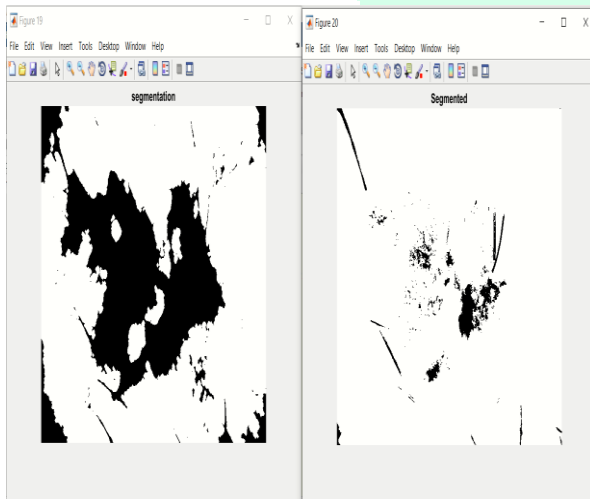 Figure 19
File Edit View Insert Tools Desktop Window Help
segmentation
Figure 20
File Edit View Insert Tools Desktop Window Help
Segmented